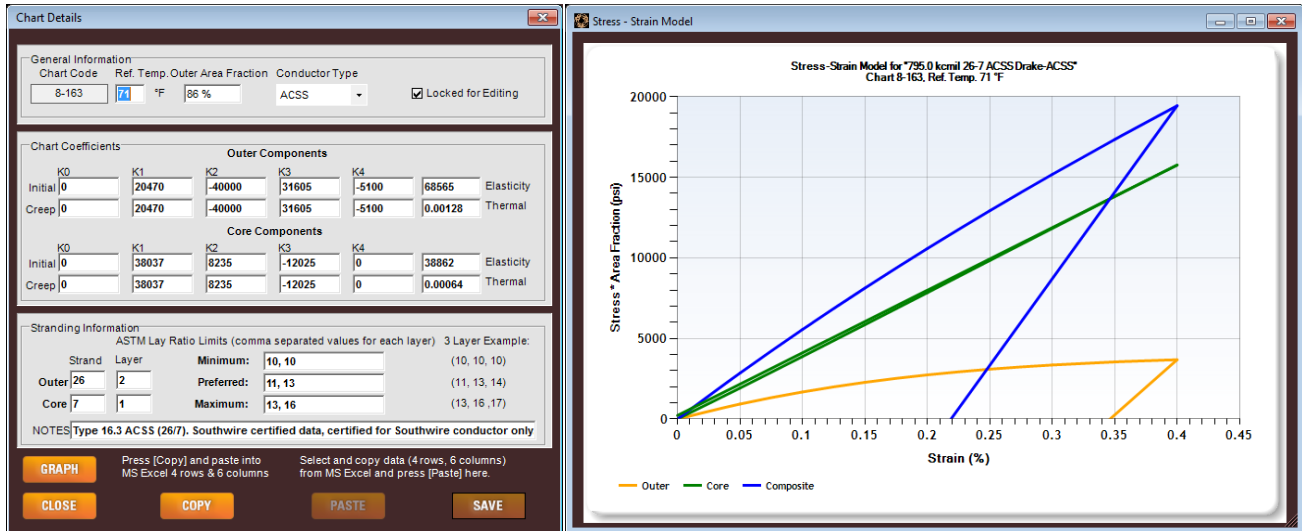 Chart Details
General Information
Chart Code Ref. Temp. Outer Area Fraction Conductor Type
8-163 71 °F 86 % ACSS Locked for Editing
Chart Coefficients
Outer Components
K0 K1 K2 K3 K4
Initial 0 20470 -40000 31605 -5100 68565 Elasticity
Creep 0 20470 -40000 31605 -5100 0.00128 Thermal
Core Components
K0 K1 K2 K3 K4
Initial 0 38037 8235 -12025 0 38862 Elasticity
Creep 0 38037 8235 -12025 0 0.00064 Thermal
Stranding Information
ASTM Lay Ratio Limits (comma separated values for each layer) 3 Layer Example:
Strand Layer Minimum: 10, 10 (10, 10, 10)
Outer 26 2 Preferred: 11, 13 (11, 13, 14)
Core 7 1 Maximum: 13, 16 (13, 16 ,17)
NOTES Type 16.3 ACSS (26/7). Southwire certified data, certified for Southwire conductor only
GRAPH
Press [Copy] and paste into
MS Excel 4 rows & 6 columns
Select and copy data (4 rows, 6 columns)
from MS Excel and press [Paste] here.
CLOSE COPY PASTE SAVE
Stress - Strain Model
Stress-Strain Model for "795.0 kcmil 26-7 ACSS Drake-ACSS"
Chart 8-163, Ref. Temp. 71 °F
Stress * Area Fraction (psi)
20000
15000
10000
5000
0
0 0.05 0.1 0.15 0.2 0.25 0.3 0.35 0.4 0.45
Strain (%)
Outer Core Composite